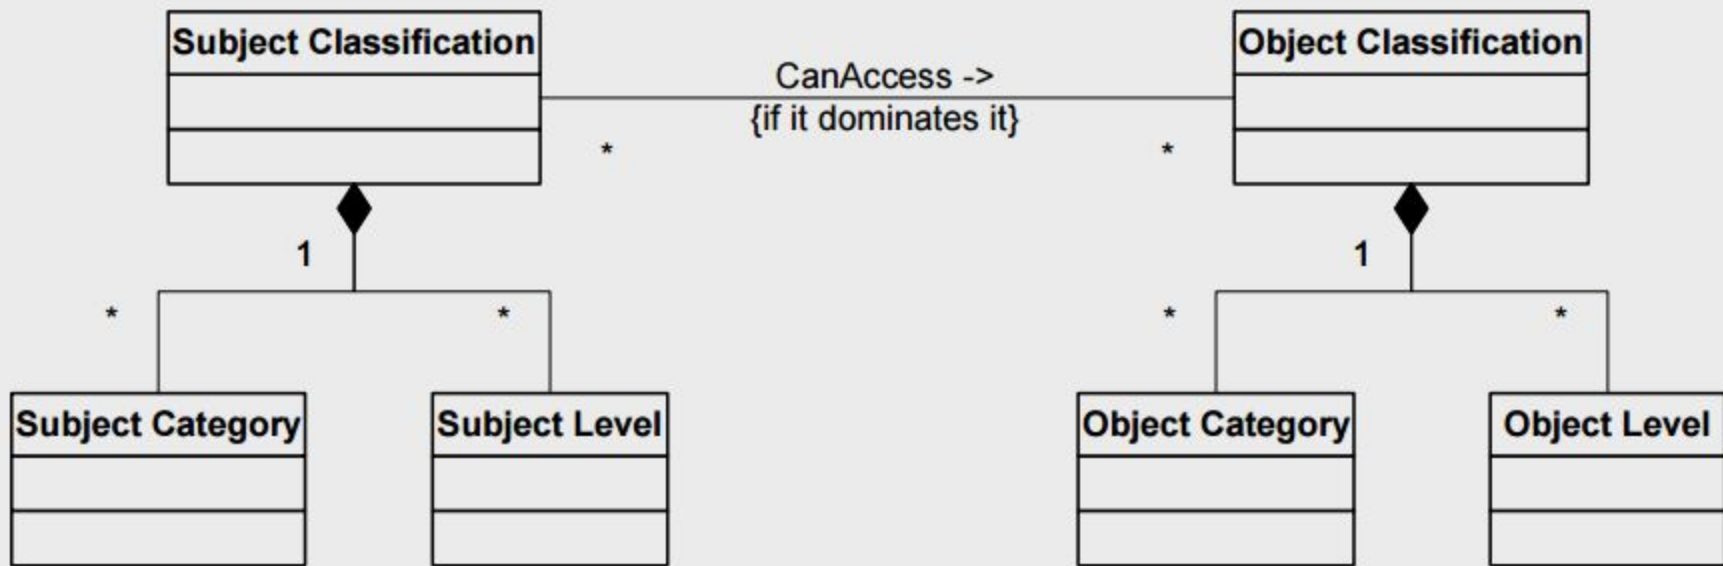 Subject Classification
Object Classification
CanAccess ->
{if it dominates it}
*
*
1
1
*
*
*
*
Subject Category
Subject Level
Object Category
Object Level